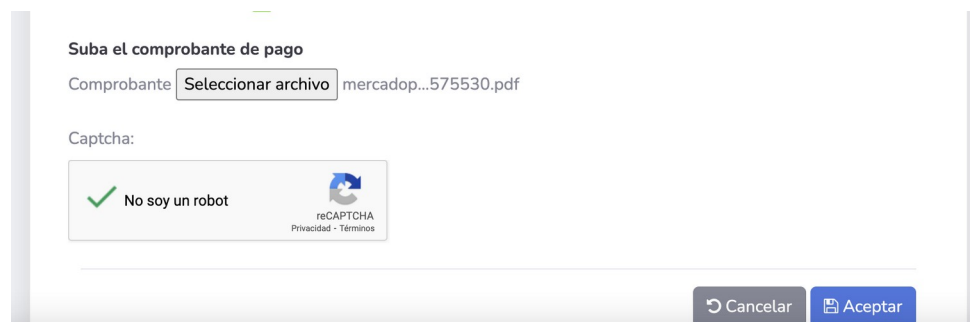 Suba el comprobante de pago
Comprobante Seleccionar archivo mercadop...575530.pdf
Captcha:
No soy un robot
reCAPTCHA
Privacidad - Términos
Cancelar Aceptar